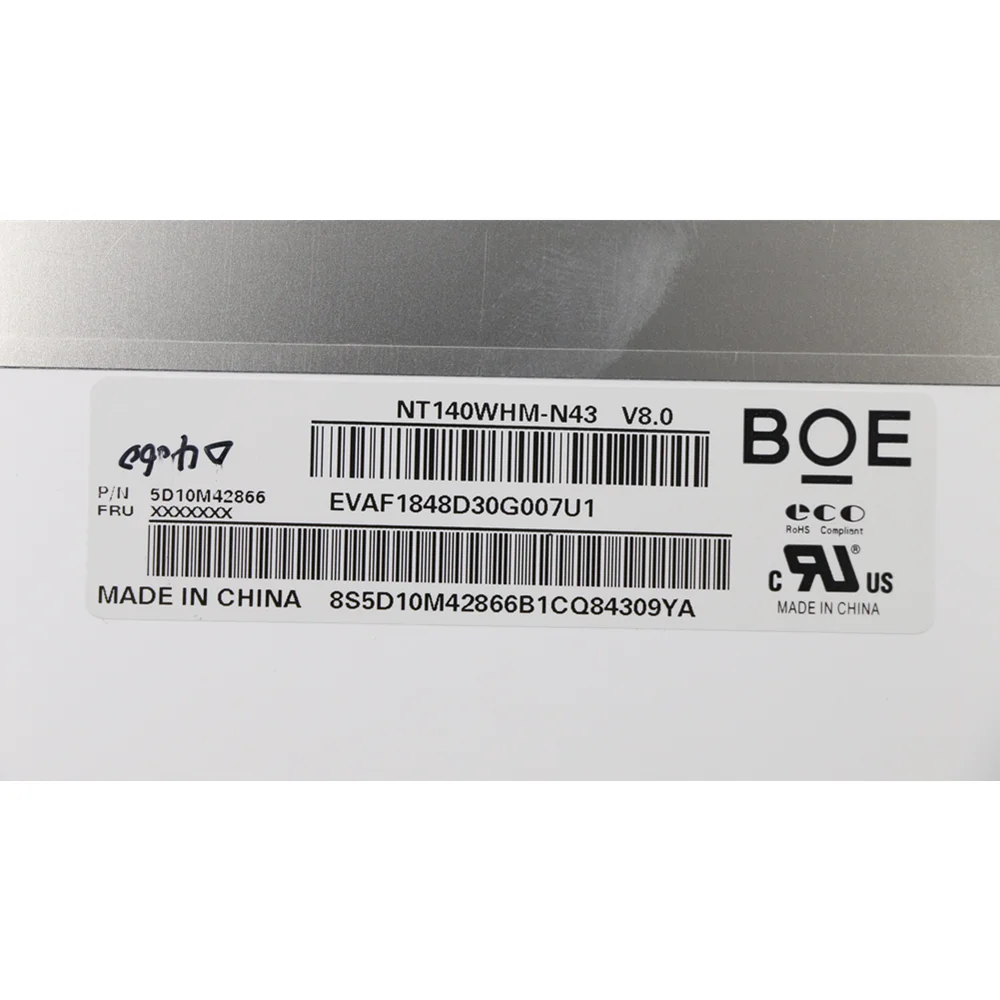 NT140WHM-N43 V8.0
BOE
P/N 5D10M42866
FRU XXXXXXX
EVAF1848D30G007U1
eco
RoHS Compliant
C RU ® US
MADE IN CHINA
MADE IN CHINA 8S5D10M42866B1CQ84309YA